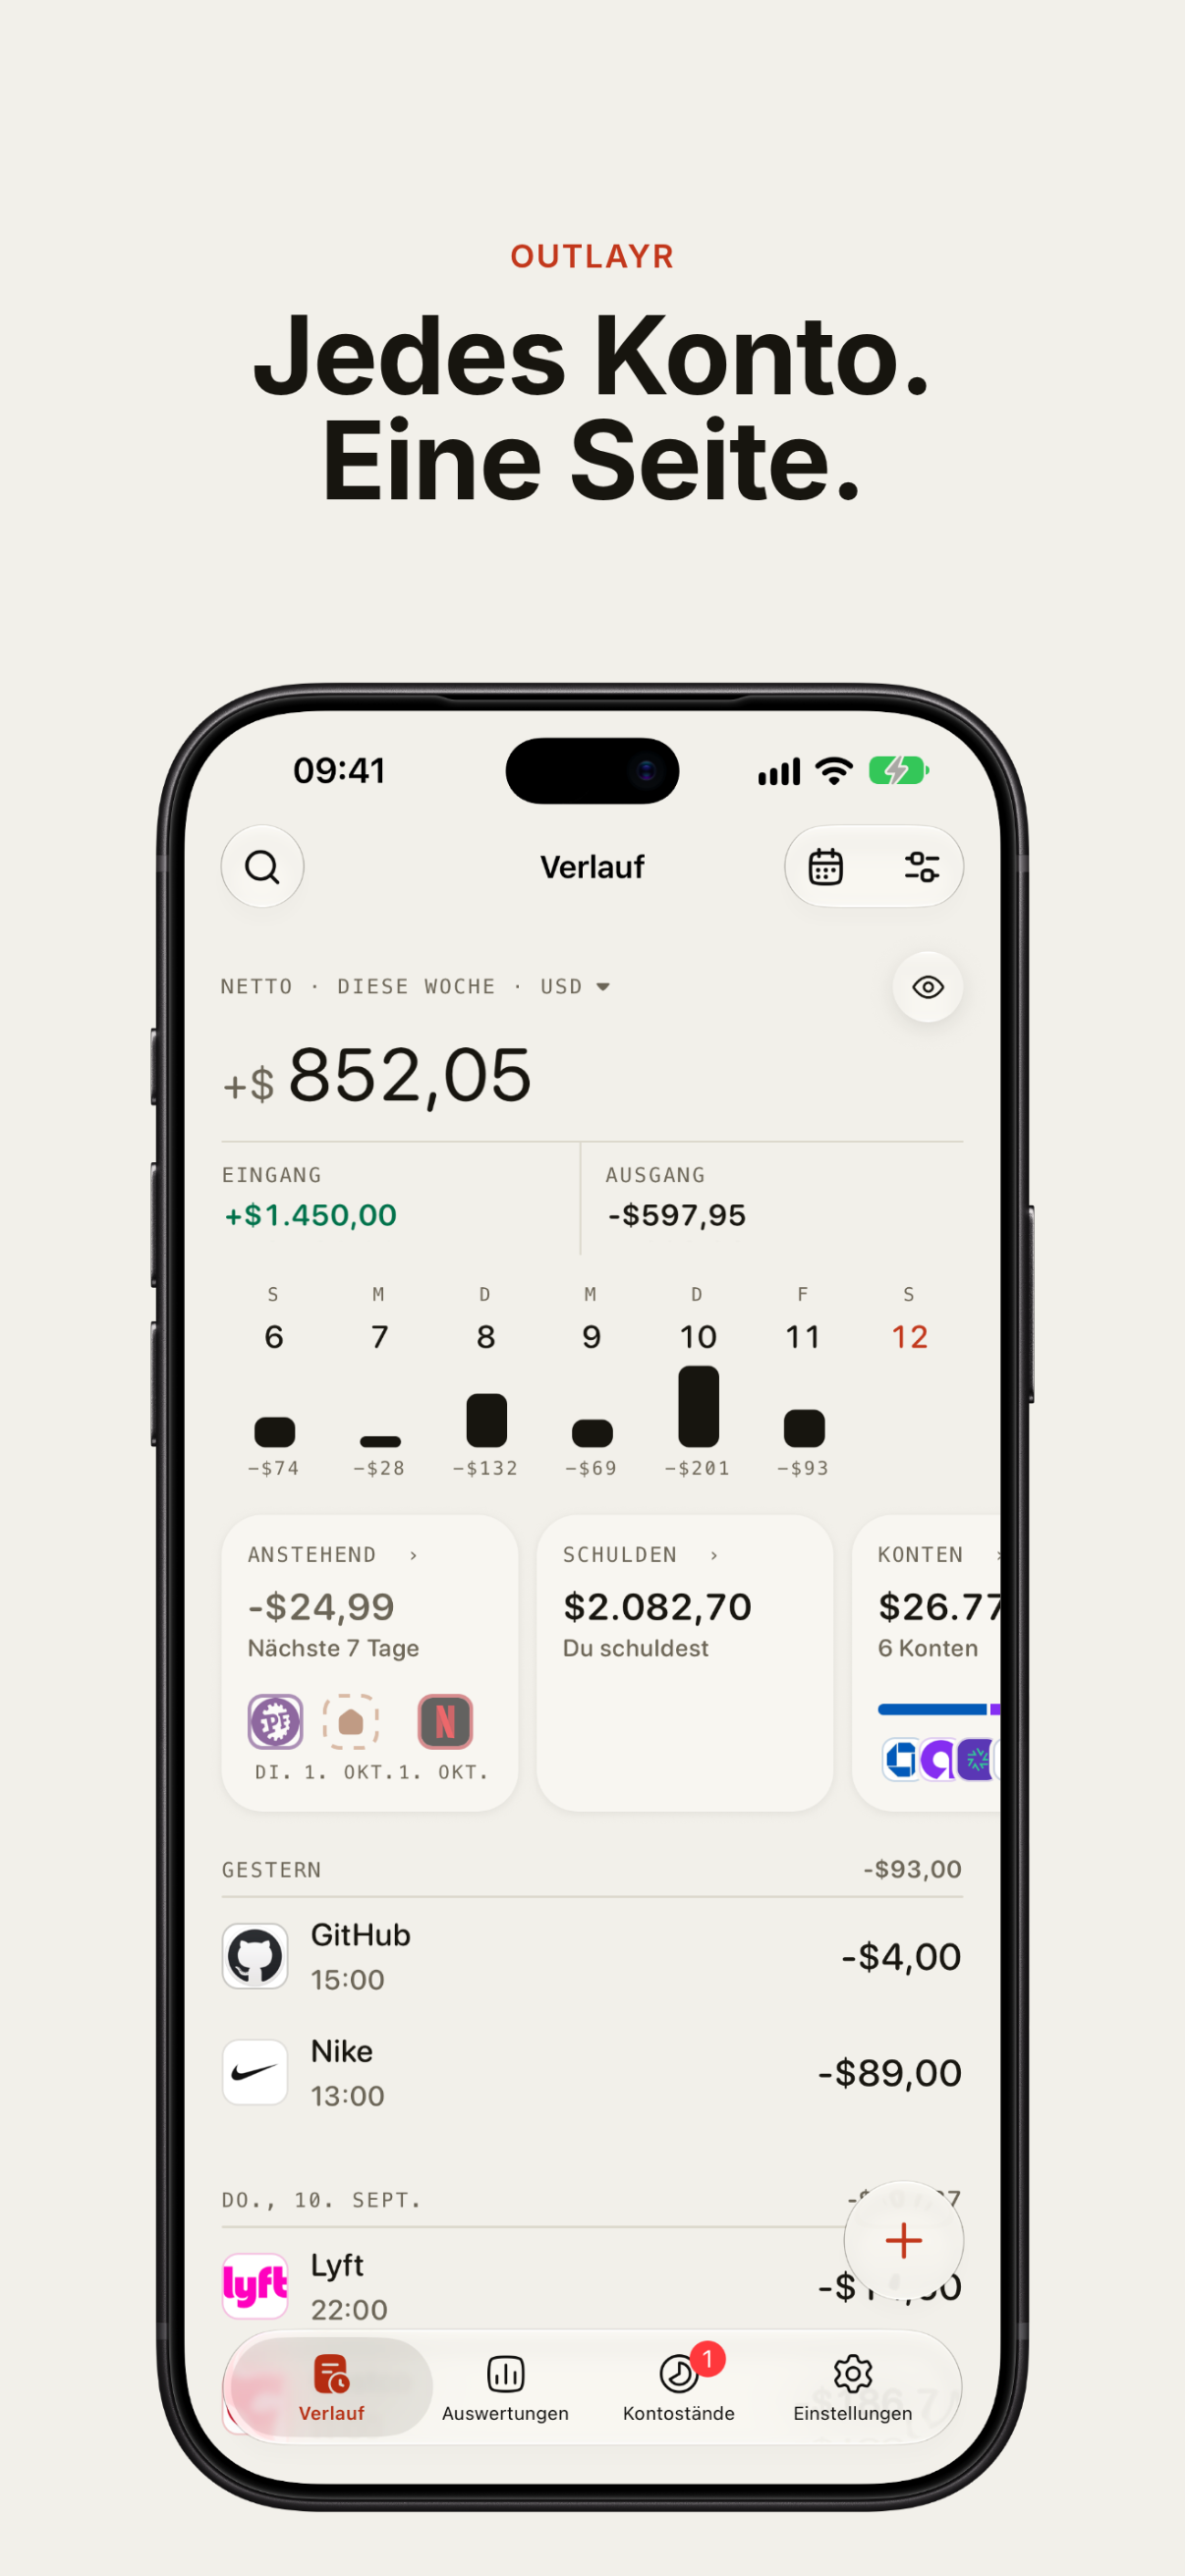 OUTLAYR
Jedes Konto.
Eine Seite.
09:41
Verlauf
NETTO · DIESE WOCHE · USD
+$ 852,05
EINGANG
+$1.450,00
AUSGANG
-$597,95
S M D M D F S
6 7 8 9 10 11 12
-$74 -$28 -$132 -$69 -$201 -$93
ANSTEHEND ›
-$24,99
Nächste 7 Tage
PF
N
DI. 1. OKT. 1. OKT.
SCHULDEN ›
$2.082,70
Du schuldest
KONTEN ›
$26.77
6 Konten
GESTERN -$93,00
GitHub
15:00
-$4,00
Nike
13:00
-$89,00
DO., 10. SEPT.
lyft
Lyft
22:00
1
Verlauf Auswertungen Kontostände Einstellungen